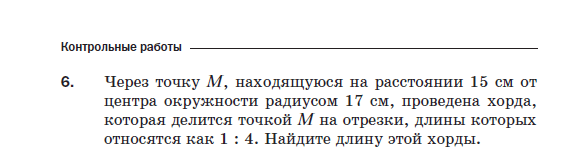 Контрольные работы
6. Через точку M, находящуюся на расстоянии 15 см от
центра окружности радиусом 17 см, проведена хорда,
которая делится точкой M на отрезки, длины которых
относятся как 1 : 4. Найдите длину этой хорды.